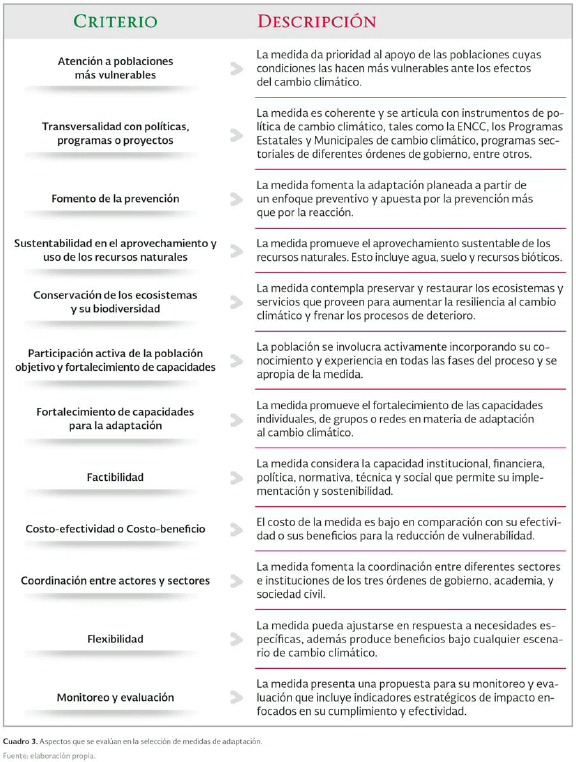 CRITERIO
DESCRIPCIÓN
Atención a poblaciones
más vulnerables
La medida da prioridad al apoyo de las poblaciones cuyas
condiciones las hacen más vulnerables ante los efectos
del cambio climático.
Transversalidad con políticas,
programas o proyectos
La medida es coherente y se articula con instrumentos de po-
lítica de cambio climático, tales como la ENCC, los Programas
Estatales y Municipales de cambio climático, programas sec-
toriales de diferentes órdenes de gobierno, entre otros.
Fomento de la prevención
La medida fomenta la adaptación planeada a partir de
un enfoque preventivo y apuesta por la prevención más
que por la reacción.
Sustentabilidad en el aprovechamiento y
uso de los recursos naturales
La medida promueve el aprovechamiento sustentable de los
recursos naturales. Esto incluye agua, suelo y recursos bióticos.
Conservación de los ecosistemas
y su biodiversidad
La medida contempla preservar y restaurar los ecosistemas y
servicios que proveen para aumentar la resiliencia al cambio
climático y frenar los procesos de deterioro.
Participación activa de la población
objetivo y fortalecimiento de capacidades
La población se involucra activamente incorporando su co-
nocimiento y experiencia en todas las fases del proceso y se
apropia de la medida.
Fortalecimiento de capacidades
para la adaptación
La medida promueve el fortalecimiento de las capacidades
individuales, de grupos o redes en materia de adaptación
al cambio climático.
Factibilidad
La medida considera la capacidad institucional, financiera,
política, normativa, técnica y social que permite su imple-
mentación y sostenibilidad.
Costo-efectividad o Costo-beneficio
El costo de la medida es bajo en comparación con su efectivi-
dad o sus beneficios para la reducción de vulnerabilidad.
Coordinación entre actores y sectores
La medida fomenta la coordinación entre diferentes sectores
e instituciones de los tres órdenes de gobierno, academia, y
sociedad civil.
Flexibilidad
La medida pueda ajustarse en respuesta a necesidades es-
pecíficas, además produce beneficios bajo cualquier escena-
rio de cambio climático.
Monitoreo y evaluación
La medida presenta una propuesta para su monitoreo y eva-
luación que incluye indicadores estratégicos de impacto en-
focados en su cumplimiento y efectividad.
Cuadro 3. Aspectos que se evalúan en la selección de medidas de adaptación.
Fuente: elaboración propia.